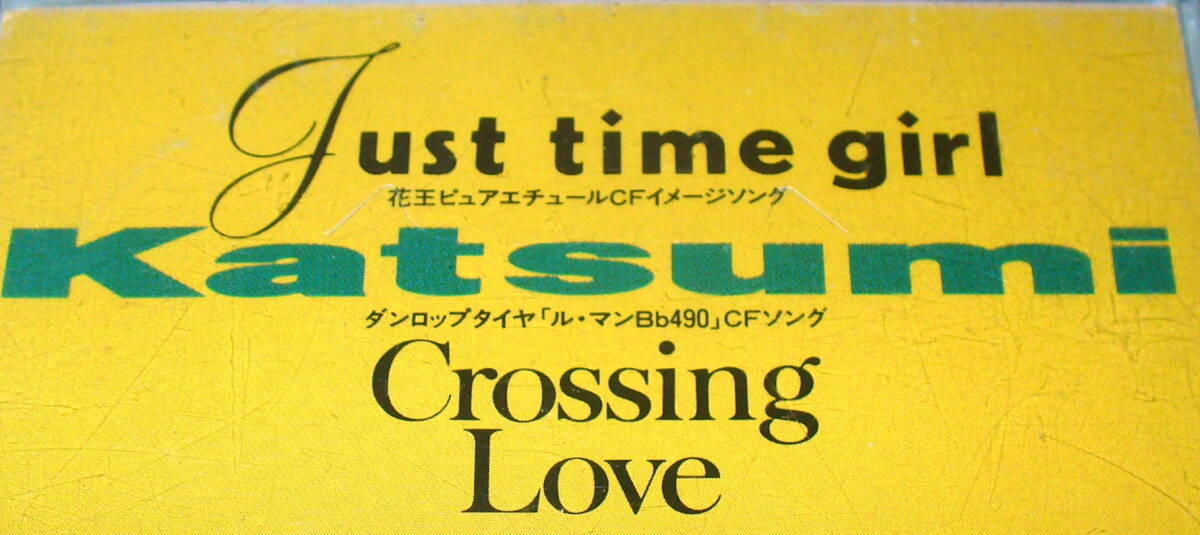 Just time girl
花王ピュアエチュールCFイメージソング
Katsumi
ダンロップタイヤ「ル・マンBb490」CFソング
Crossing
Love